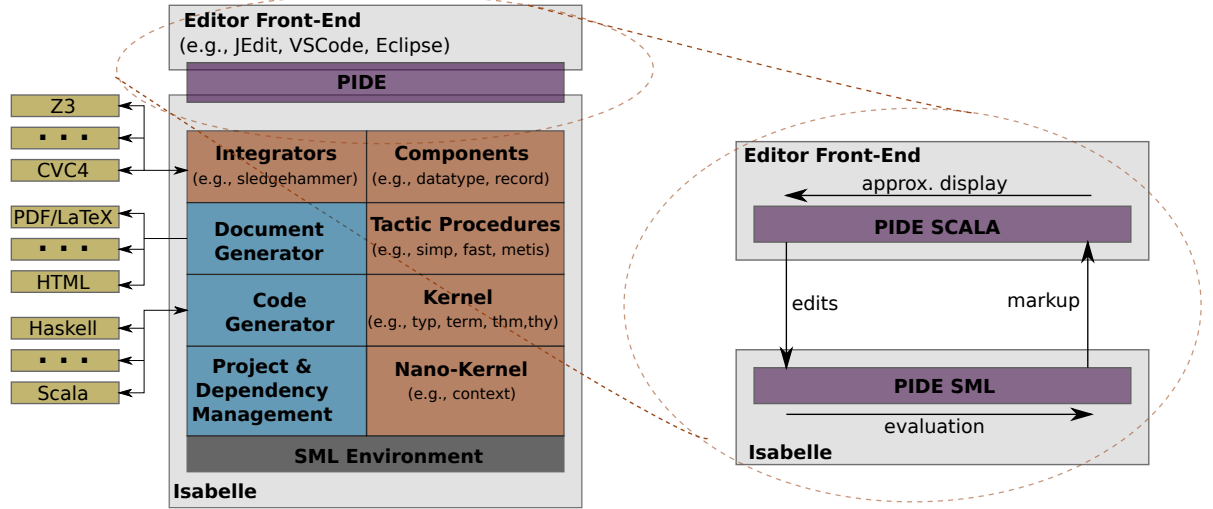 Editor Front-End
(e.g., JEdit, VSCode, Eclipse)
PIDE
Z3
...
CVC4
PDF/LaTeX
...
HTML
Haskell
...
Scala
Integrators
(e.g., sledgehammer)
Components
(e.g., datatype, record)
Document
Generator
Tactic Procedures
(e.g., simp, fast, metis)
Code
Generator
Kernel
(e.g., typ, term, thm,thy)
Project &
Dependency
Management
Nano-Kernel
(e.g., context)
SML Environment
Isabelle
Editor Front-End
approx. display
PIDE SCALA
edits
markup
PIDE SML
evaluation
Isabelle